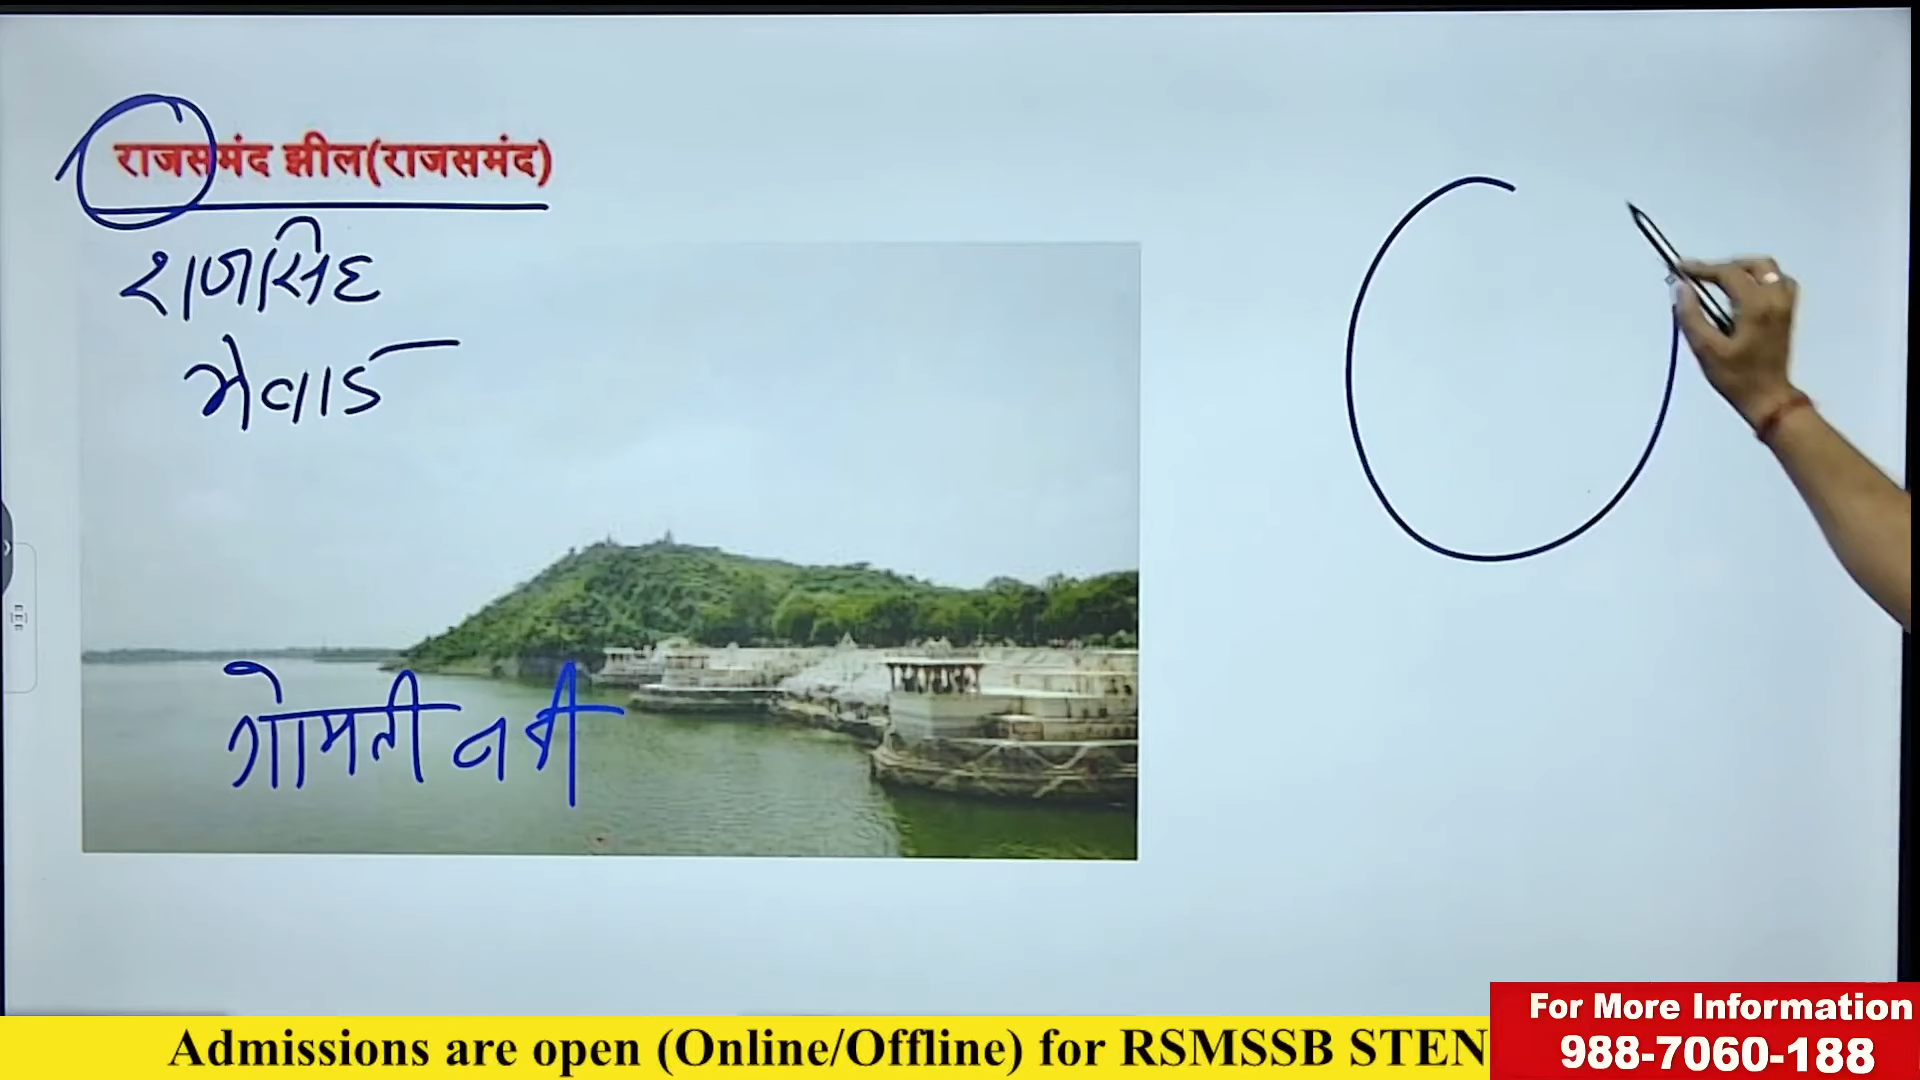 राजसमंद झील(राजसमंद)
राजसिंह
मेवाड
गोमती नदी
Admissions are open (Online/Offline) for RSMSSB STEN
For More Information
988-7060-188